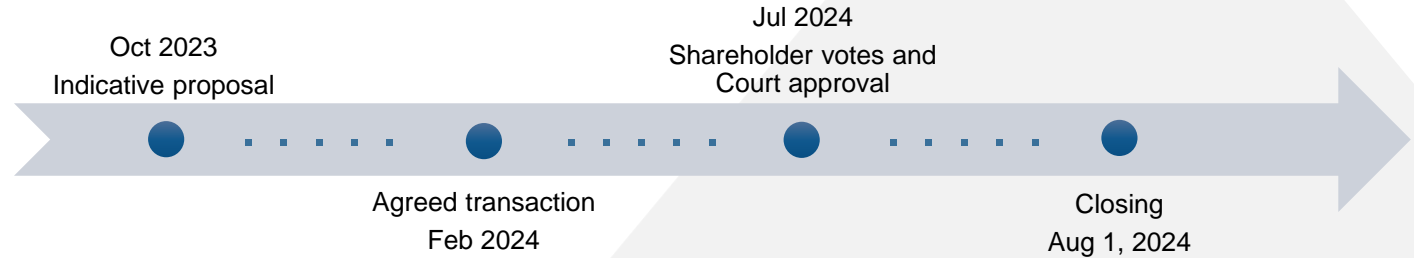 Oct 2023
Indicative proposal
Agreed transaction
Feb 2024
Jul 2024
Shareholder votes and
Court approval
Closing
Aug 1, 2024